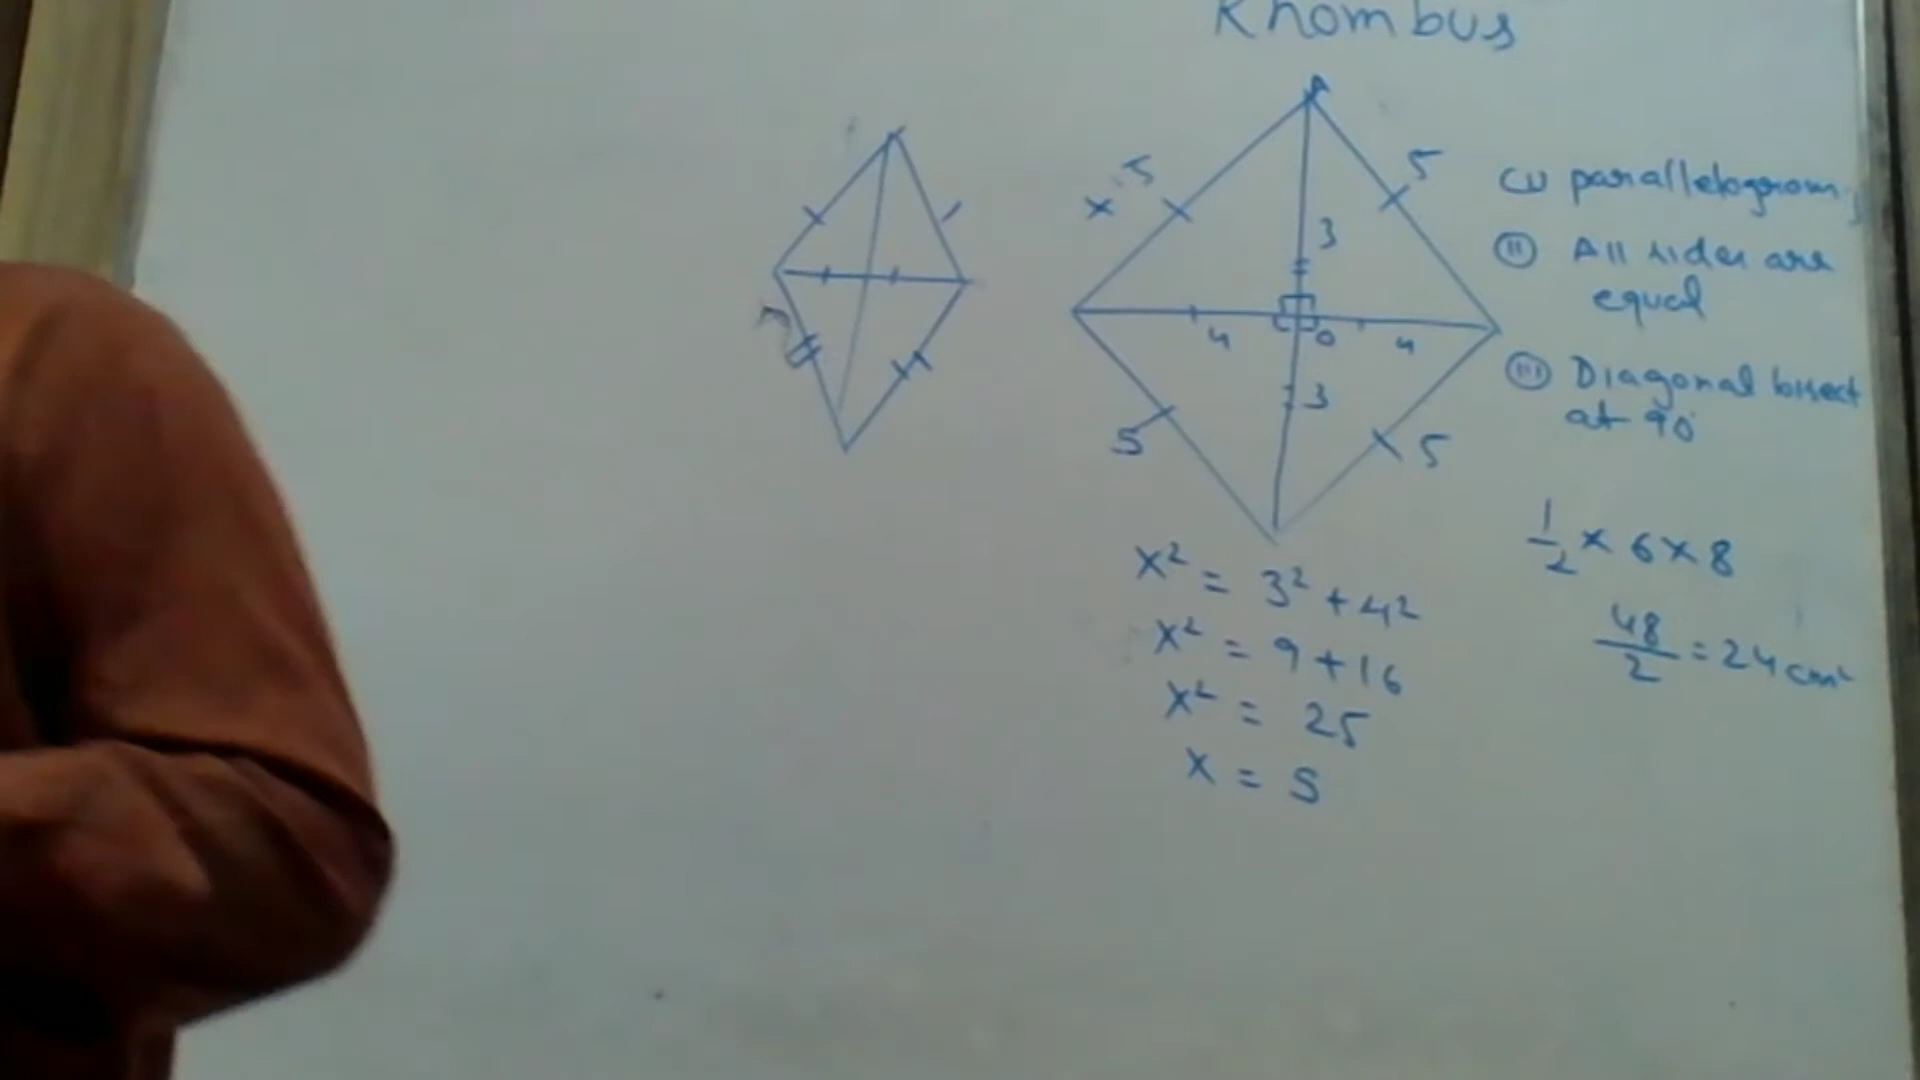 Rhombus
A
x 5
5
3
4
o
4
3
5
5
(i) parallelogram
(ii) All sides are
equal
(iii) Diagonal bisect
at 90°
x² = 3² + 4²
x² = 9 + 16
x² = 25
x = 5
1/2 × 6 × 8
48/2 = 24 cm²